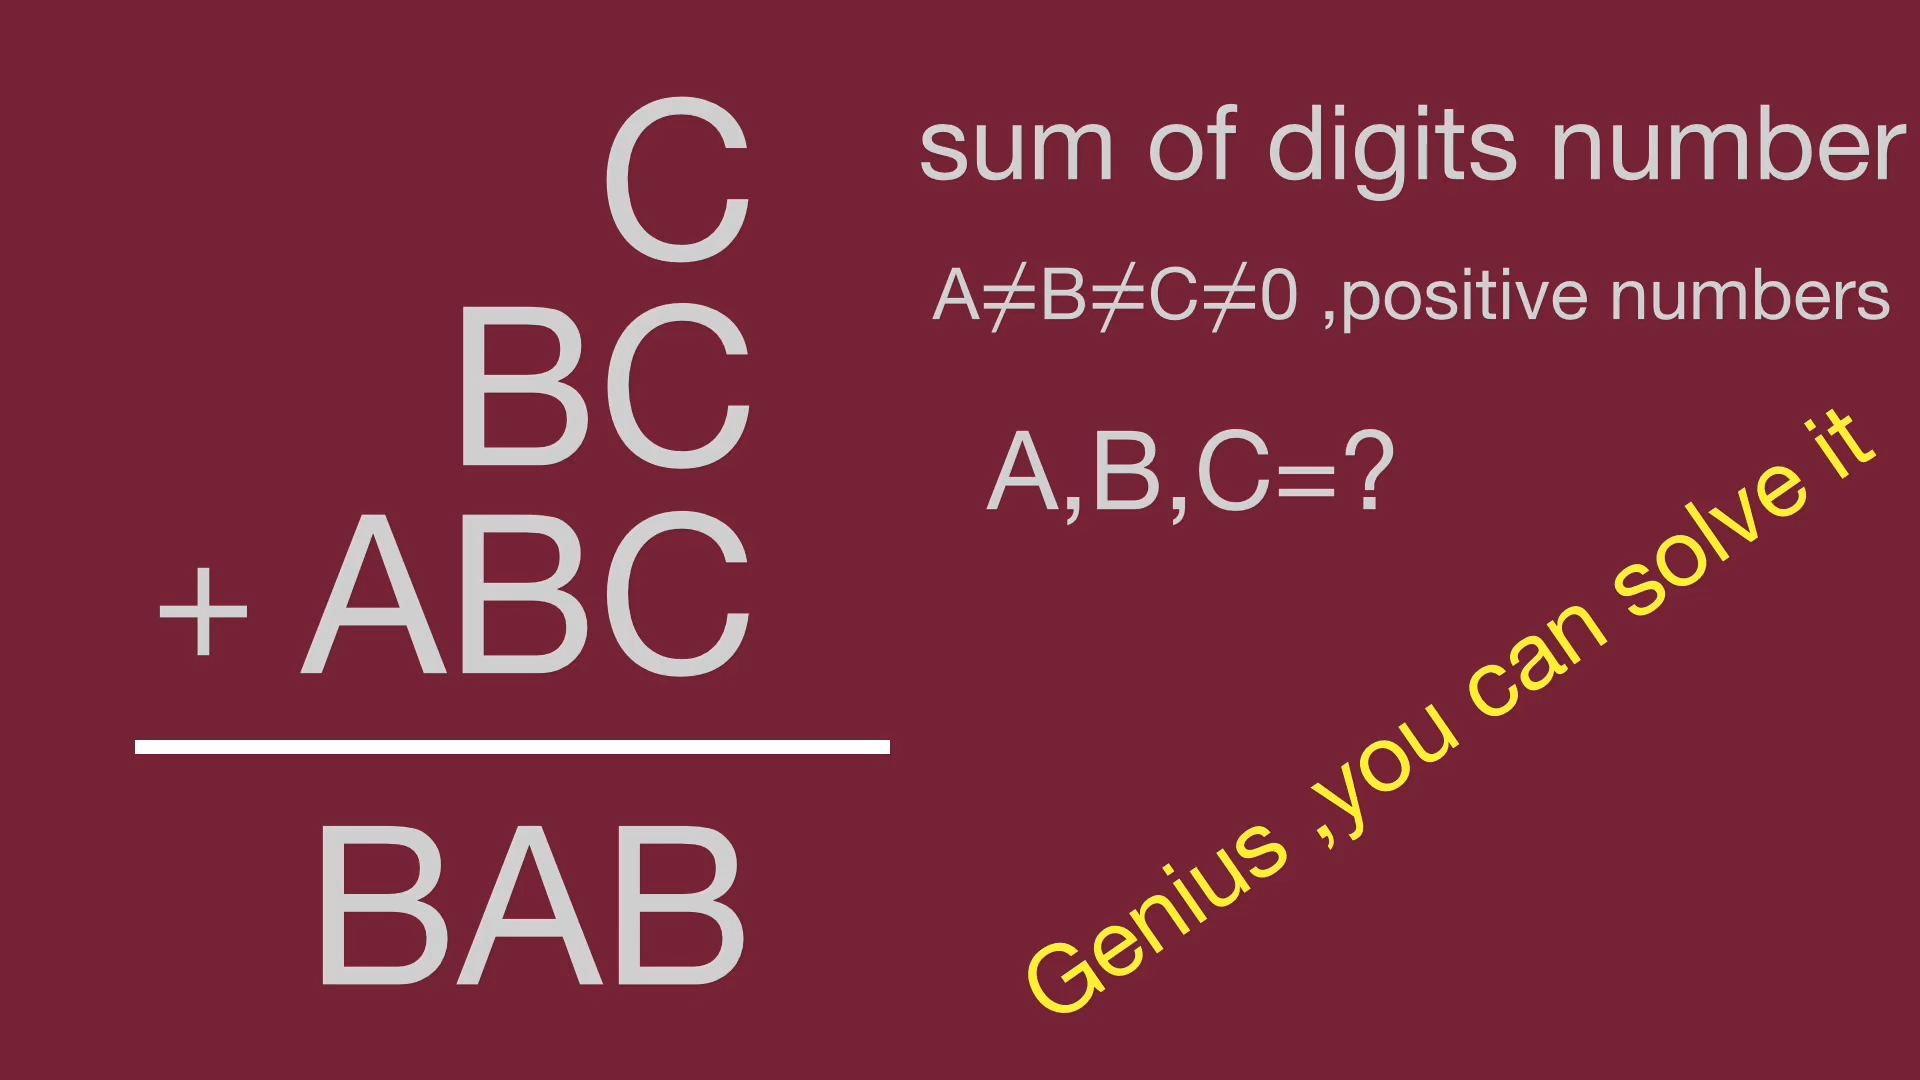 C
BC
+ ABC
BAB
sum of digits number
A≠B≠C≠0 ,positive numbers
A,B,C=?
Genius ,you can solve it